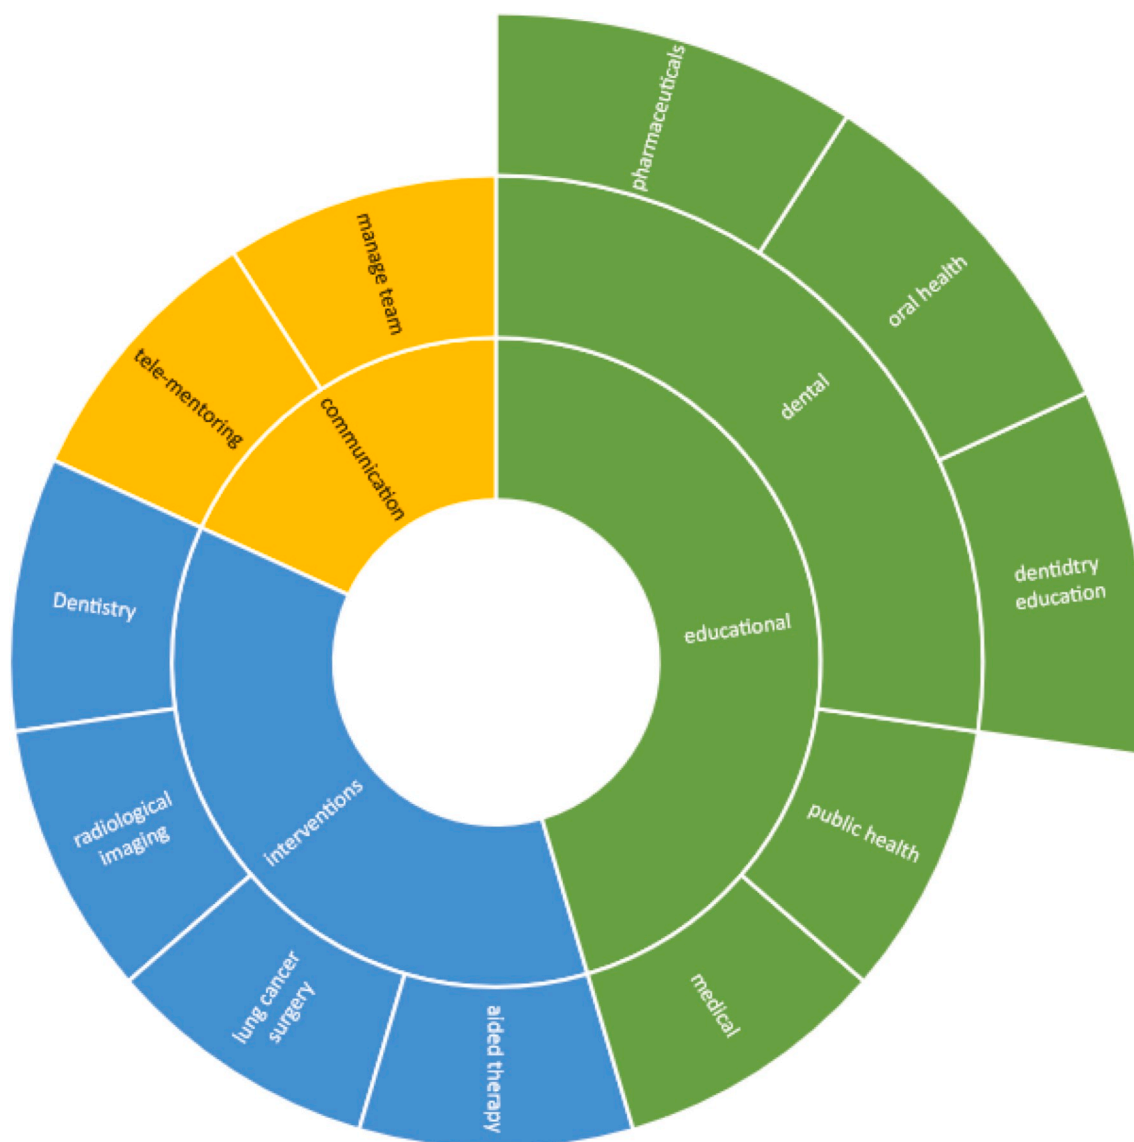 pharmaceuticals
oral health
dentidtry
education
dental
educational
public health
medical
manage team
tele-mentoring
communication
Dentistry
radiological
imaging
interventions
lung cancer
surgery
aided therapy